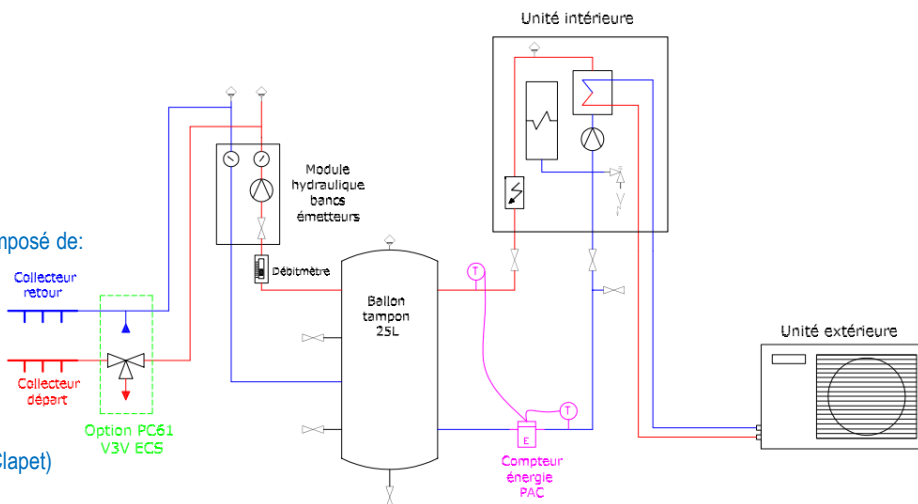 Unité intérieure
Module
hydraulique
bancs
émetteurs
mposé de:
Collecteur
retour
Débitmètre
T
Ballon
tampon
25L
Unité extérieure
Collecteur
départ
T
E
Option PC61
V3V ECS
Compteur
énergie
PAC
Clapet)